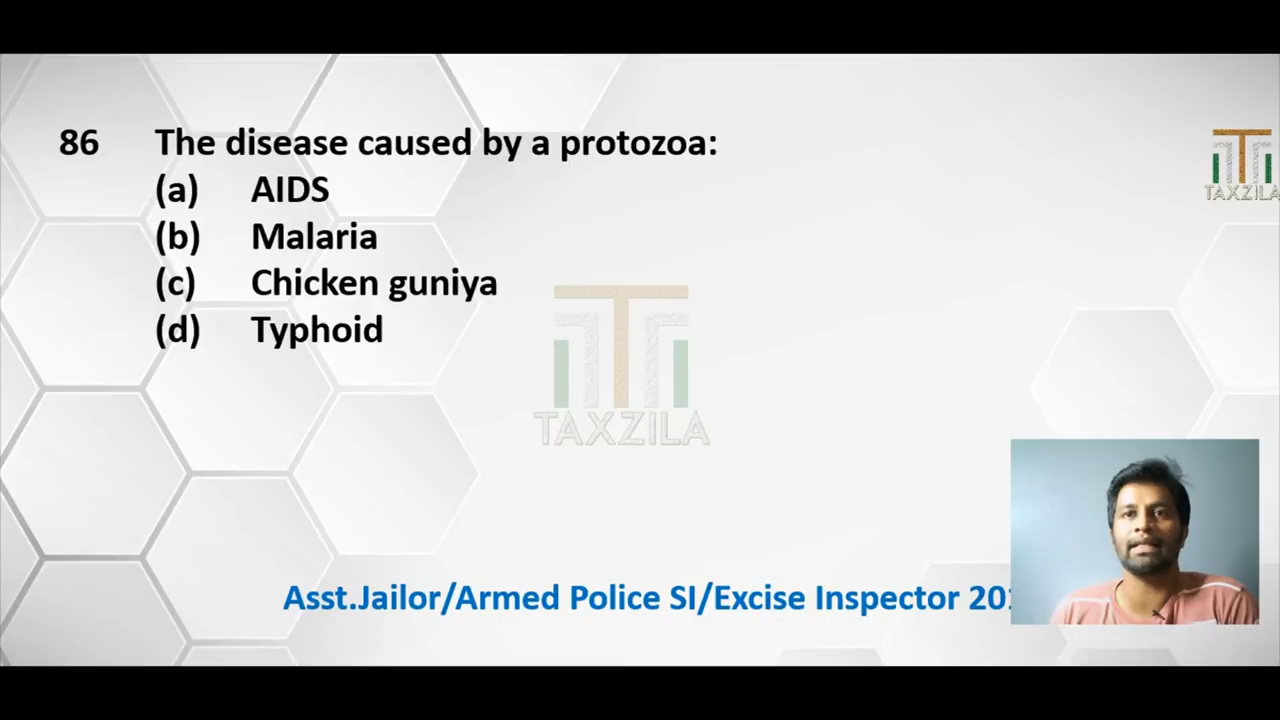 86 The disease caused by a protozoa:
(a) AIDS
(b) Malaria
(c) Chicken guniya
(d) Typhoid
TAXZILA
TAXZILA
Asst.Jailor/Armed Police SI/Excise Inspector